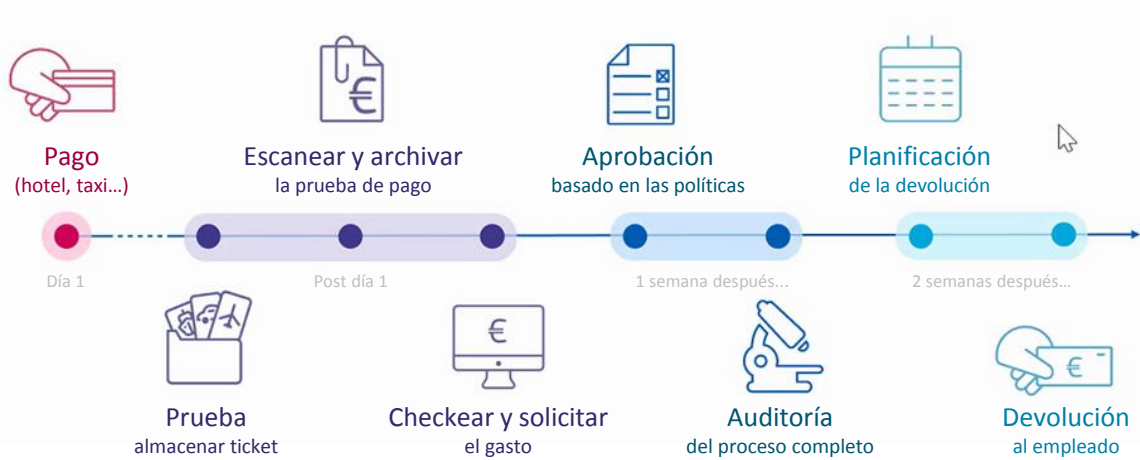 Pago
(hotel, taxi...)
Escanear y archivar
la prueba de pago
Aprobación
basado en las políticas
Planificación
de la devolución
Día 1
Post día 1
1 semana después...
2 semanas después...
€
€
€
Prueba
almacenar ticket
Checkear y solicitar
el gasto
Auditoría
del proceso completo
Devolución
al empleado